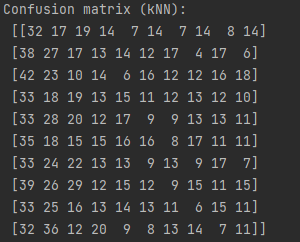 Confusion matrix (kNN):
[[32 17 19 14  7 14  7 14  8 14]
[38 27 17 13 14 12 17  4 17  6]
[42 23 10 14  6 16 12 12 16 18]
[33 18 19 13 15 11 12 13 12 10]
[33 28 20 12 17  9  9 13 13 11]
[35 18 15 15 16 16  8 17 11 11]
[33 24 22 13 13  9 13  9 17  7]
[39 26 29 12 15 12  9 15 11 15]
[33 25 16 13 14 13 11  6 15 11]
[32 36 12 20  9  8 13 14  7 11]]